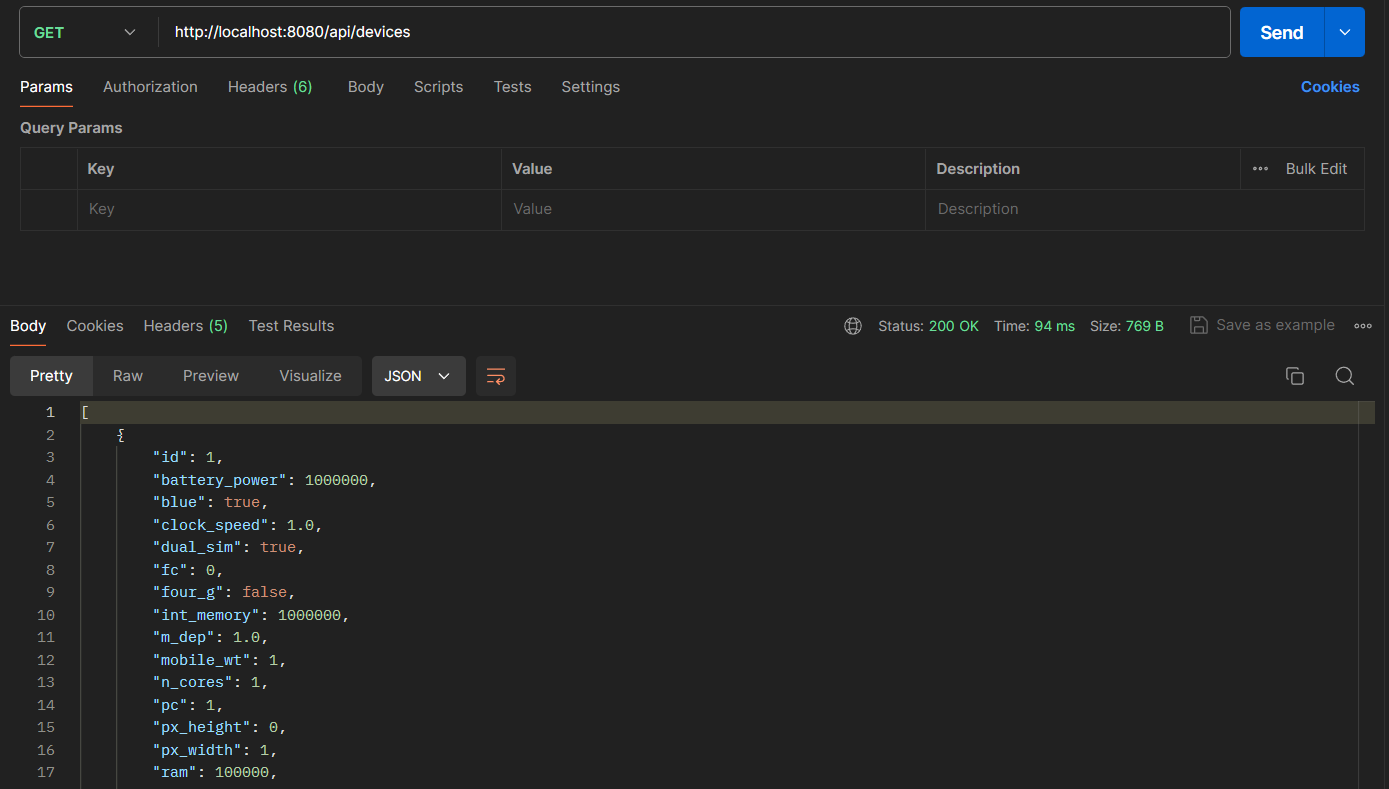 GET http://localhost:8080/api/devices Send
Params Authorization Headers (6) Body Scripts Tests Settings Cookies
Query Params
Key Value Description ••• Bulk Edit
Key Value Description
Body Cookies Headers (5) Test Results Status: 200 OK Time: 94 ms Size: 769 B Save as example •••
Pretty Raw Preview Visualize JSON
1 [
2 {
3 "id": 1,
4 "battery_power": 1000000,
5 "blue": true,
6 "clock_speed": 1.0,
7 "dual_sim": true,
8 "fc": 0,
9 "four_g": false,
10 "int_memory": 1000000,
11 "m_dep": 1.0,
12 "mobile_wt": 1,
13 "n_cores": 1,
14 "pc": 1,
15 "px_height": 0,
16 "px_width": 1,
17 "ram": 100000,